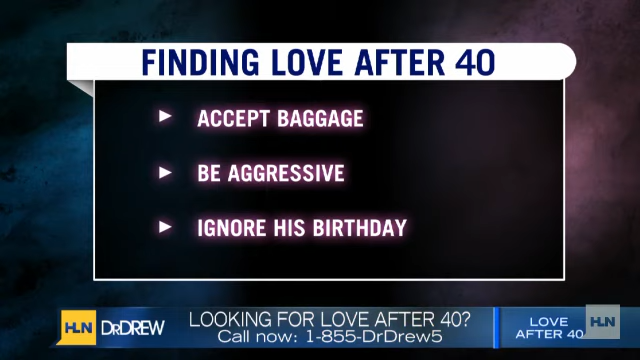 FINDING LOVE AFTER 40
ACCEPT BAGGAGE
BE AGGRESSIVE
IGNORE HIS BIRTHDAY
HLN DRDREW
LOOKING FOR LOVE AFTER 40?
Call now: 1-855-DrDrew5
LOVE
AFTER 40
HLN